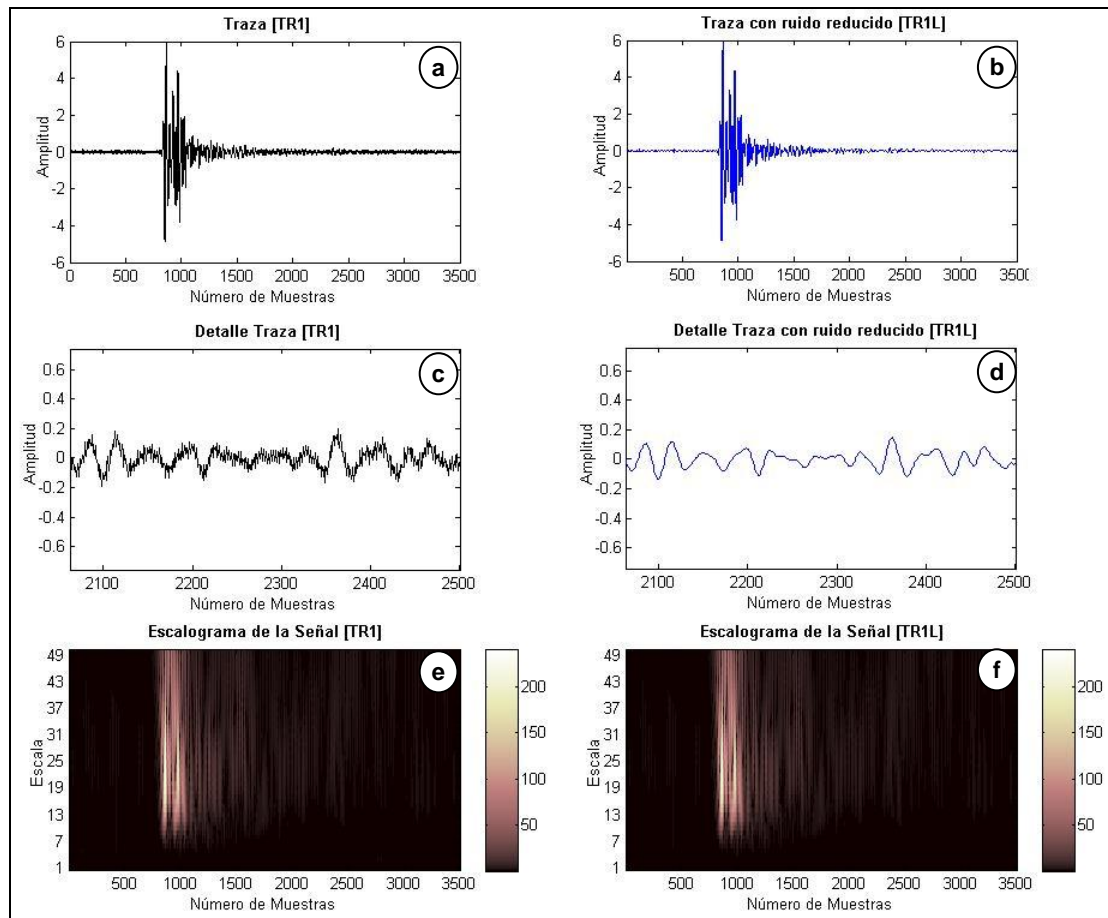 Traza [TR1]
a
Amplitud
6
4
2
0
-2
-4
-6
0 500 1000 1500 2000 2500 3000 3500
Número de Muestras
Traza con ruido reducido [TR1L]
b
Amplitud
6
4
2
0
-2
-4
-6
500 1000 1500 2000 2500 3000 3500
Número de Muestras
Detalle Traza [TR1]
c
Amplitud
0.6
0.4
0.2
0
-0.2
-0.4
-0.6
2100 2200 2300 2400 2500
Número de Muestras
Detalle Traza con ruido reducido [TR1L]
d
Amplitud
0.6
0.4
0.2
0
-0.2
-0.4
-0.6
2100 2200 2300 2400 2500
Número de Muestras
Escalograma de la Señal [TR1]
e
Escala
49
43
37
31
25
19
13
7
1
500 1000 1500 2000 2500 3000 3500
Número de Muestras
200
150
100
50
Escalograma de la Señal [TR1L]
f
Escala
49
43
37
31
25
19
13
7
1
500 1000 1500 2000 2500 3000 3500
Número de Muestras
200
150
100
50